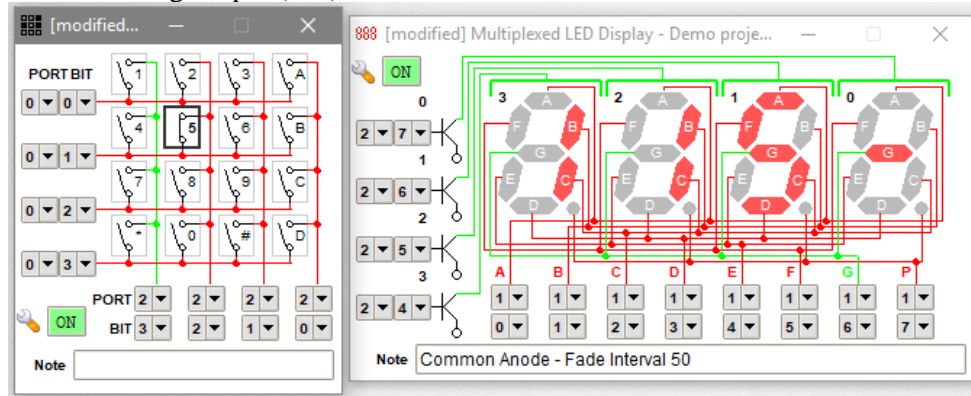 [modified...
PORT BIT
1 2 3 A
0 0
4 5 6 B
0 1
7 8 9 C
0 2
* 0 # D
0 3
PORT 2 2 2 2
ON
BIT 3 2 1 0
Note
888 [modified] Multiplexed LED Display - Demo proje...
ON
0
2 7
1
2 6
2
2 5
3
2 4
3 2 1 0
A A A A
F B F B F B F B
G G G G
E C E C E C E C
D D D D
A B C D E F G P
1 1 1 1 1 1 1 1
0 1 2 3 4 5 6 7
Note Common Anode - Fade Interval 50